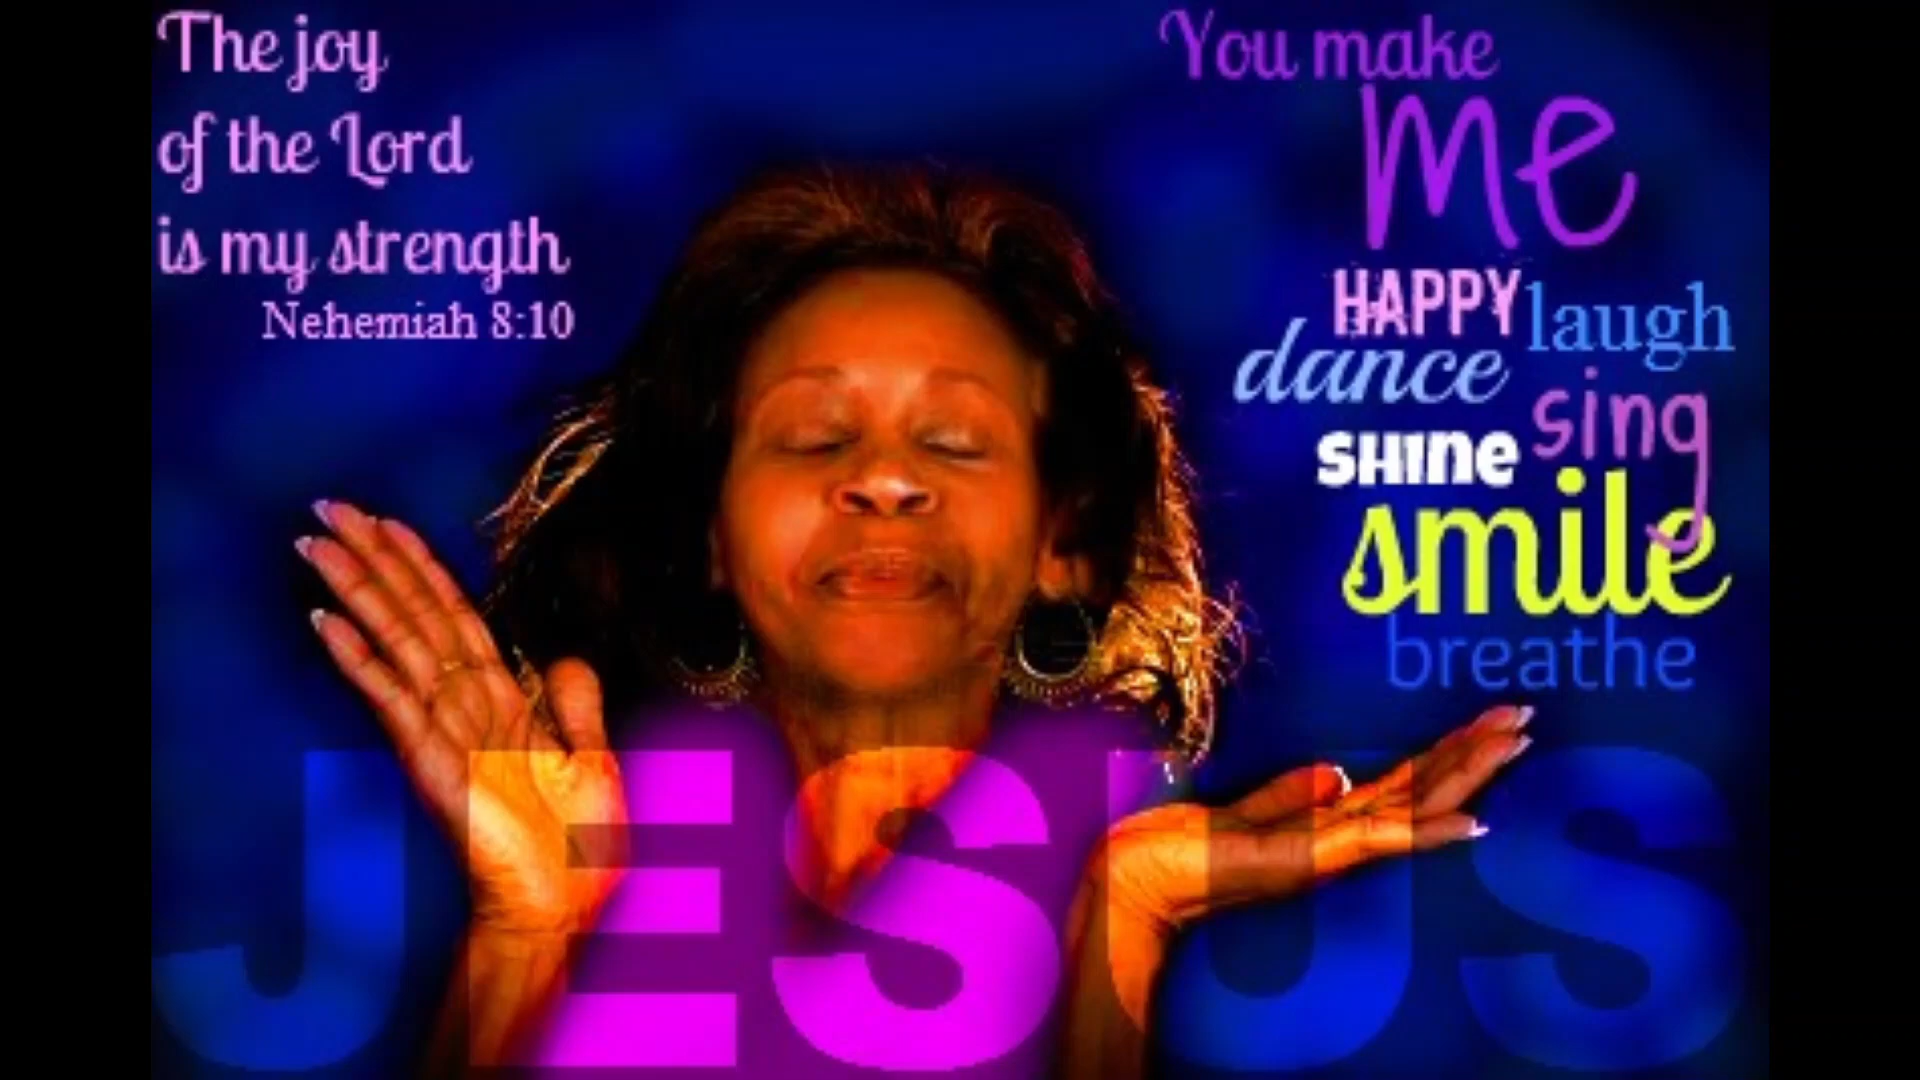 The joy
of the Lord
is my strength
Nehemiah 8:10
You make
me
HAPPY laugh
dance sing
SHINE
smile
breathe
JESUS